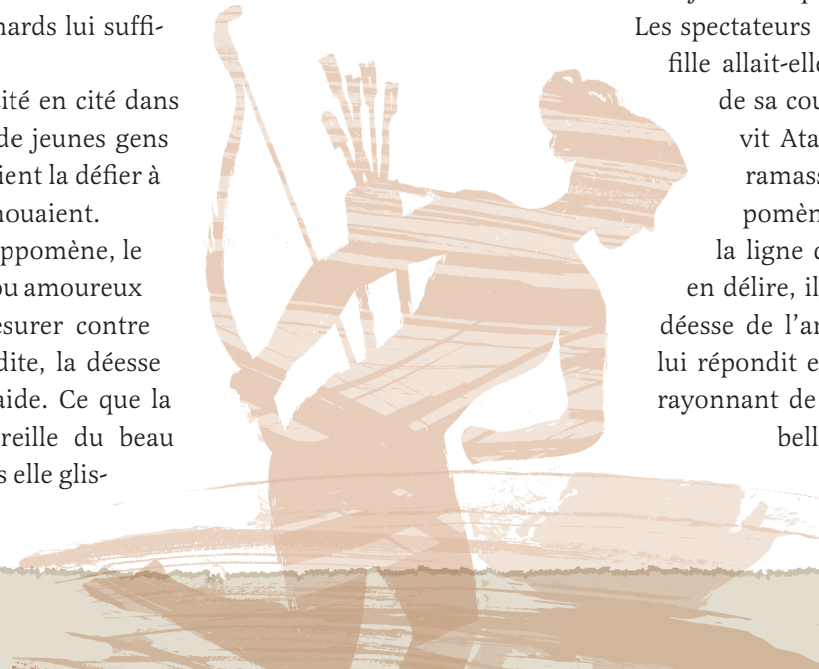 nards lui suffi-
ité en cité dans
de jeunes gens
ient la défier à
nouaient.
ppomène, le
ou amoureux
esurer contre
dite, la déesse
aide. Ce que la
reille du beau
s elle glis-
Les spectateurs
fille allait-elle
de sa cou
vit Ata
ramass
pomèn
la ligne d
en délire, il
déesse de l’a
lui répondit e
rayonnant de
bell